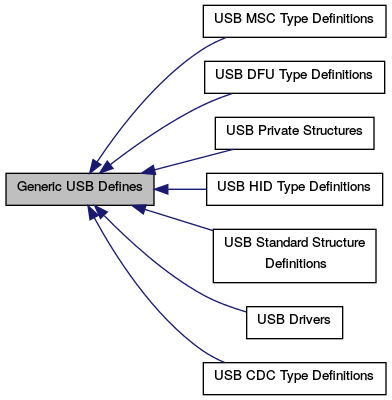 USB MSC Type Definitions
USB DFU Type Definitions
USB Private Structures
Generic USB Defines
USB HID Type Definitions
USB Standard Structure
Definitions
USB Drivers
USB CDC Type Definitions